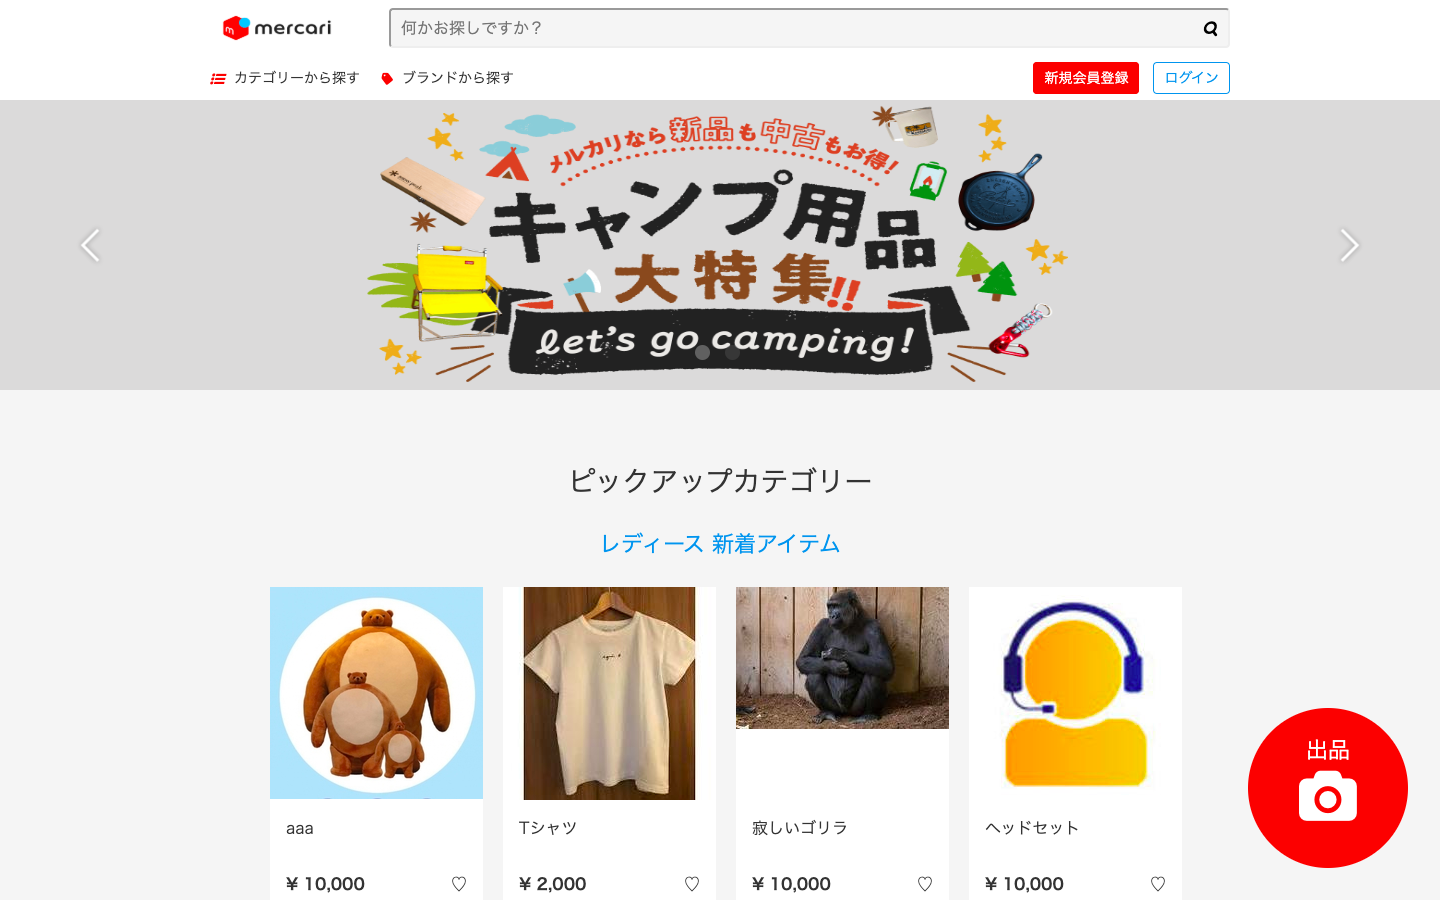 mercari
何かお探しですか？
カテゴリーから探す
ブランドから探す
新規会員登録
ログイン
メルカリなら新品も中古もお得!
キャンプ用品
大特集!!
let's go camping!
ピックアップカテゴリー
レディース 新着アイテム
aaa
Tシャツ
寂しいゴリラ
ヘッドセット
¥ 10,000
¥ 2,000
¥ 10,000
¥ 10,000
出品